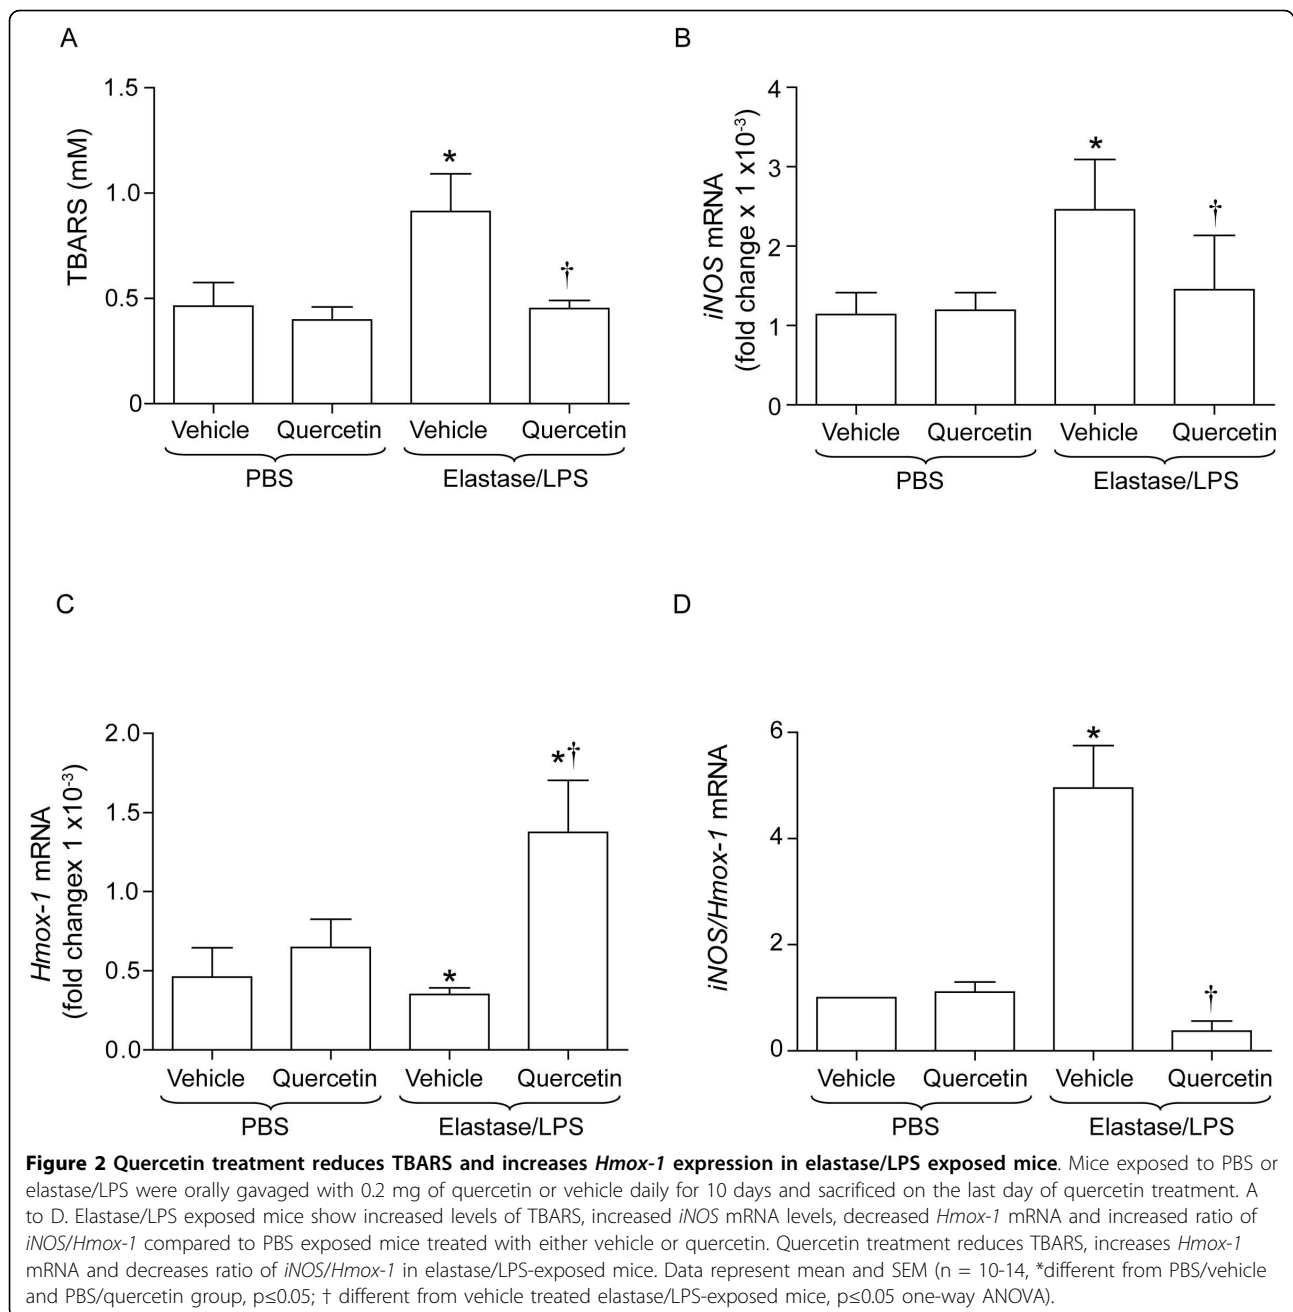 A
1.5
1.0
0.5
0
TBARS (mM)
*
†
Vehicle Quercetin Vehicle Quercetin
PBS Elastase/LPS
B
4
3
2
1
0
iNOS mRNA
(fold change x 1 x10-3)
*
†
Vehicle Quercetin Vehicle Quercetin
PBS Elastase/LPS
C
2.0
1.5
1.0
0.5
0.0
Hmox-1 mRNA
(fold changex 1 x10-3)
*
*†
Vehicle Quercetin Vehicle Quercetin
PBS Elastase/LPS
D
6
4
2
0
iNOS/Hmox-1 mRNA
*
†
Vehicle Quercetin Vehicle Quercetin
PBS Elastase/LPS
Figure 2 Quercetin treatment reduces TBARS and increases Hmox-1 expression in elastase/LPS exposed mice. Mice exposed to PBS or
elastase/LPS were orally gavaged with 0.2 mg of quercetin or vehicle daily for 10 days and sacrificed on the last day of quercetin treatment. A
to D. Elastase/LPS exposed mice show increased levels of TBARS, increased iNOS mRNA levels, decreased Hmox-1 mRNA and increased ratio of
iNOS/Hmox-1 compared to PBS exposed mice treated with either vehicle or quercetin. Quercetin treatment reduces TBARS, increases Hmox-1
mRNA and decreases ratio of iNOS/Hmox-1 in elastase/LPS-exposed mice. Data represent mean and SEM (n = 10-14, *different from PBS/vehicle
and PBS/quercetin group, p≤0.05; † different from vehicle treated elastase/LPS-exposed mice, p≤0.05 one-way ANOVA).